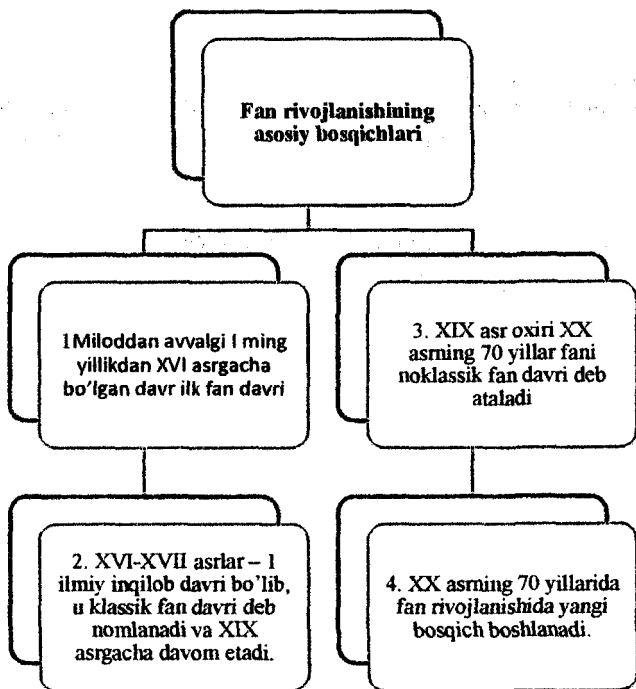 Fan rivojlanishining
asosiy bosqichlari
1Miloddan avvalgi I ming
yillikdan XVI asrgacha
bo'lgan davr ilk fan davri
2. XVI-XVII asrlar – 1
ilmiy inqilob davri bo'lib,
u klassik fan davri deb
nomlanadi va XIX
asrgacha davom etadi.
3. XIX asr oxiri XX
asrning 70 yillar fani
noklassik fan davri deb
ataladi
4. XX asrning 70 yillarida
fan rivojlanishida yangi
bosqich boshlanadi.